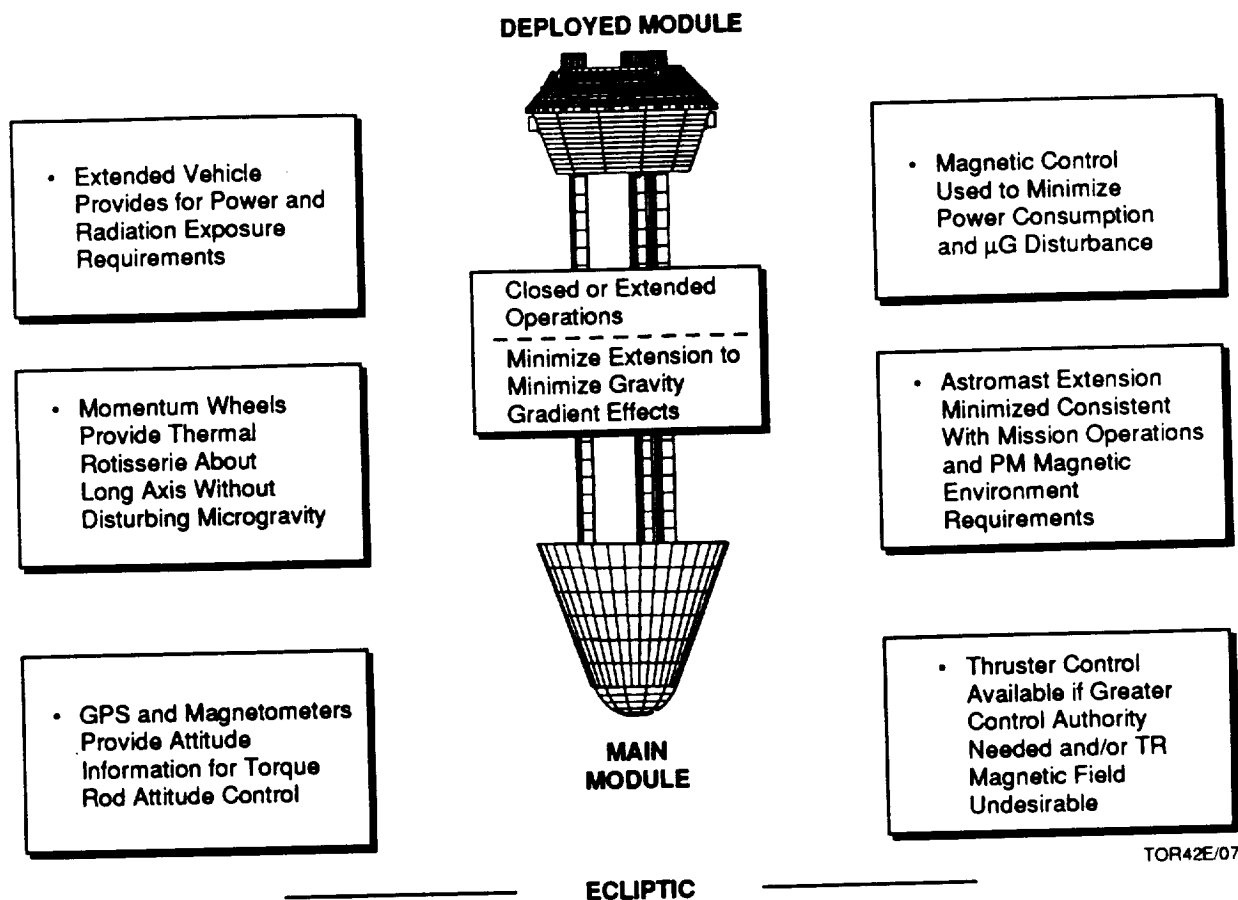 DEPLOYED MODULE
• Extended Vehicle
Provides for Power and
Radiation Exposure
Requirements
• Momentum Wheels
Provide Thermal
Rotisserie About
Long Axis Without
Disturbing Microgravity
• GPS and Magnetometers
Provide Attitude
Information for Torque
Rod Attitude Control
Closed or Extended
Operations
Minimize Extension to
Minimize Gravity
Gradient Effects
MAIN
MODULE
• Magnetic Control
Used to Minimize
Power Consumption
and µG Disturbance
• Astromast Extension
Minimized Consistent
With Mission Operations
and PM Magnetic
Environment
Requirements
• Thruster Control
Available if Greater
Control Authority
Needed and/or TR
Magnetic Field
Undesirable
TOR42E/07
ECLIPTIC